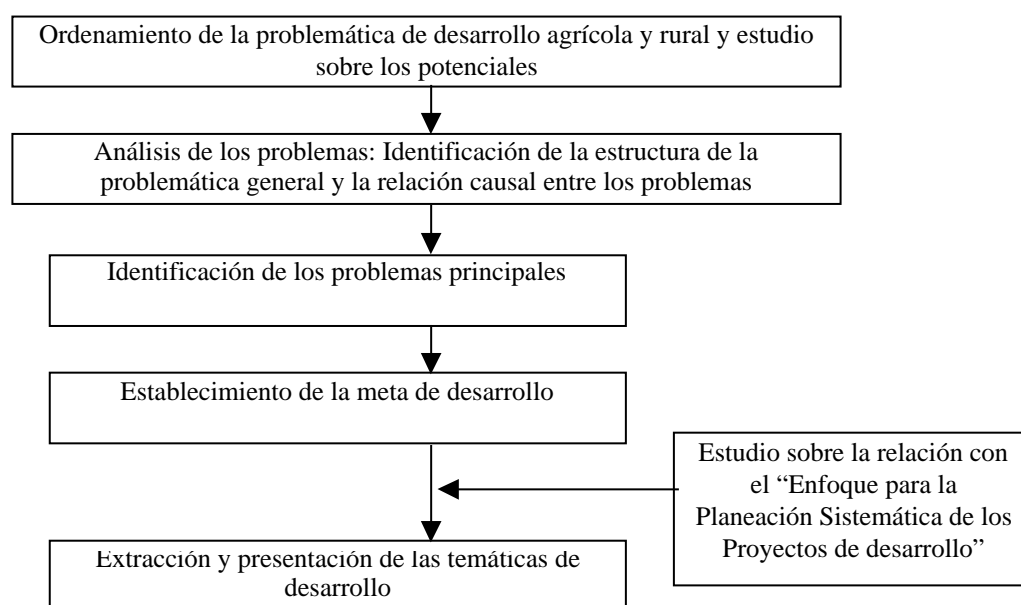 Ordenamiento de la problemática de desarrollo agrícola y rural y estudio
sobre los potenciales
Análisis de los problemas: Identificación de la estructura de la
problemática general y la relación causal entre los problemas
Identificación de los problemas principales
Establecimiento de la meta de desarrollo
Estudio sobre la relación con
el “Enfoque para la
Planeación Sistemática de los
Proyectos de desarrollo”
Extracción y presentación de las temáticas de
desarrollo